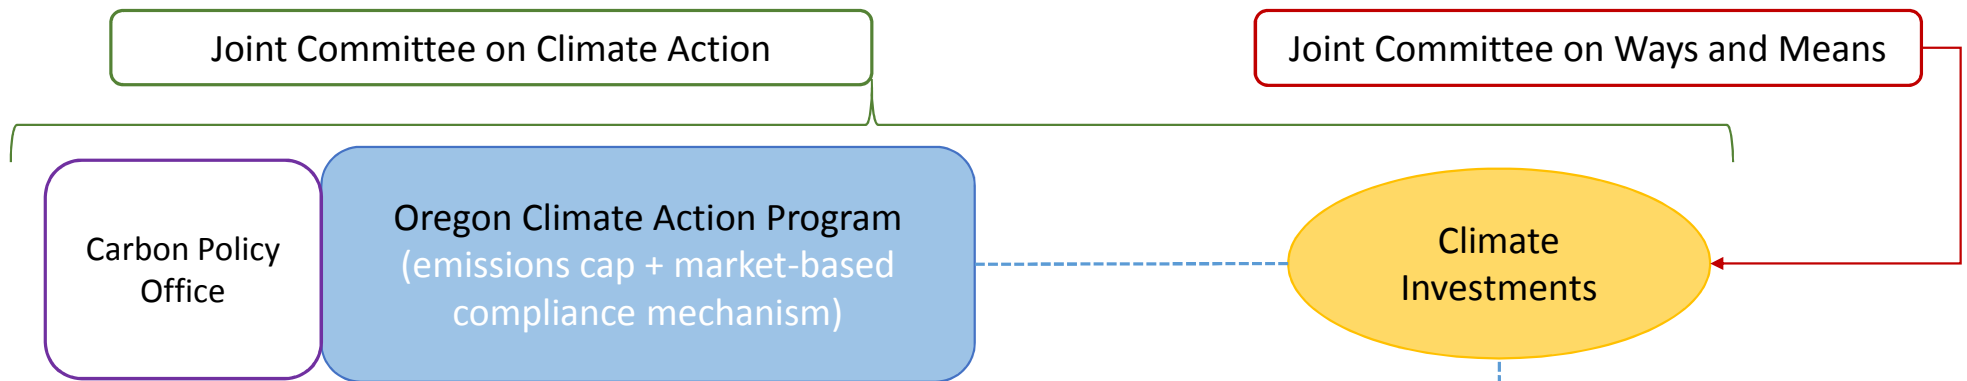 Joint Committee on Climate Action
Joint Committee on Ways and Means
Carbon Policy
Office
Oregon Climate Action Program
(emissions cap + market-based
compliance mechanism)
Climate
Investments